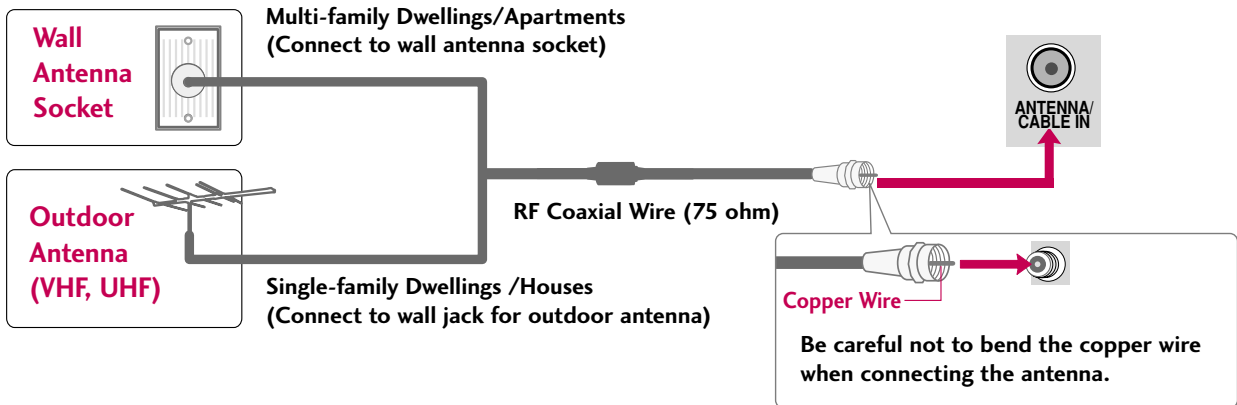 Wall
Antenna
Socket
Multi-family Dwellings/Apartments
(Connect to wall antenna socket)
ANTENNA/
CABLE IN
Outdoor
Antenna
(VHF, UHF)
RF Coaxial Wire (75 ohm)
Single-family Dwellings /Houses
(Connect to wall jack for outdoor antenna)
Copper Wire
Be careful not to bend the copper wire
when connecting the antenna.